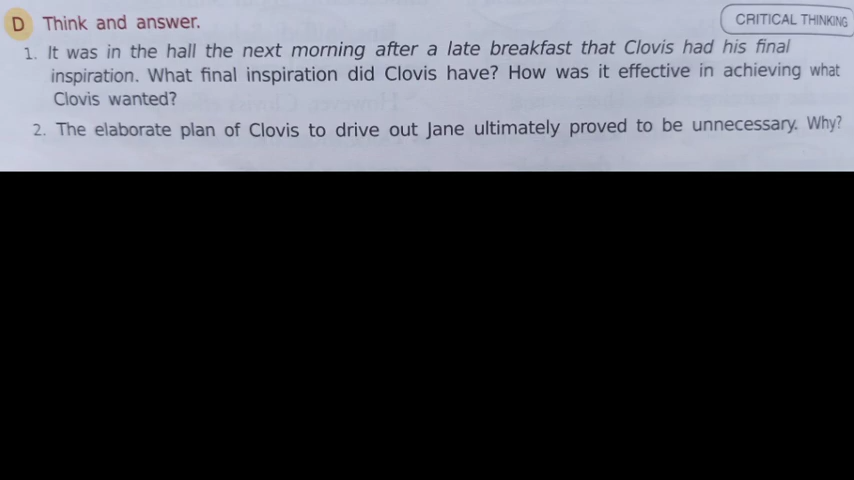 D Think and answer. CRITICAL THINKING
1. It was in the hall the next morning after a late breakfast that Clovis had his final
inspiration. What final inspiration did Clovis have? How was it effective in achieving what
Clovis wanted?
2. The elaborate plan of Clovis to drive out Jane ultimately proved to be unnecessary. Why?